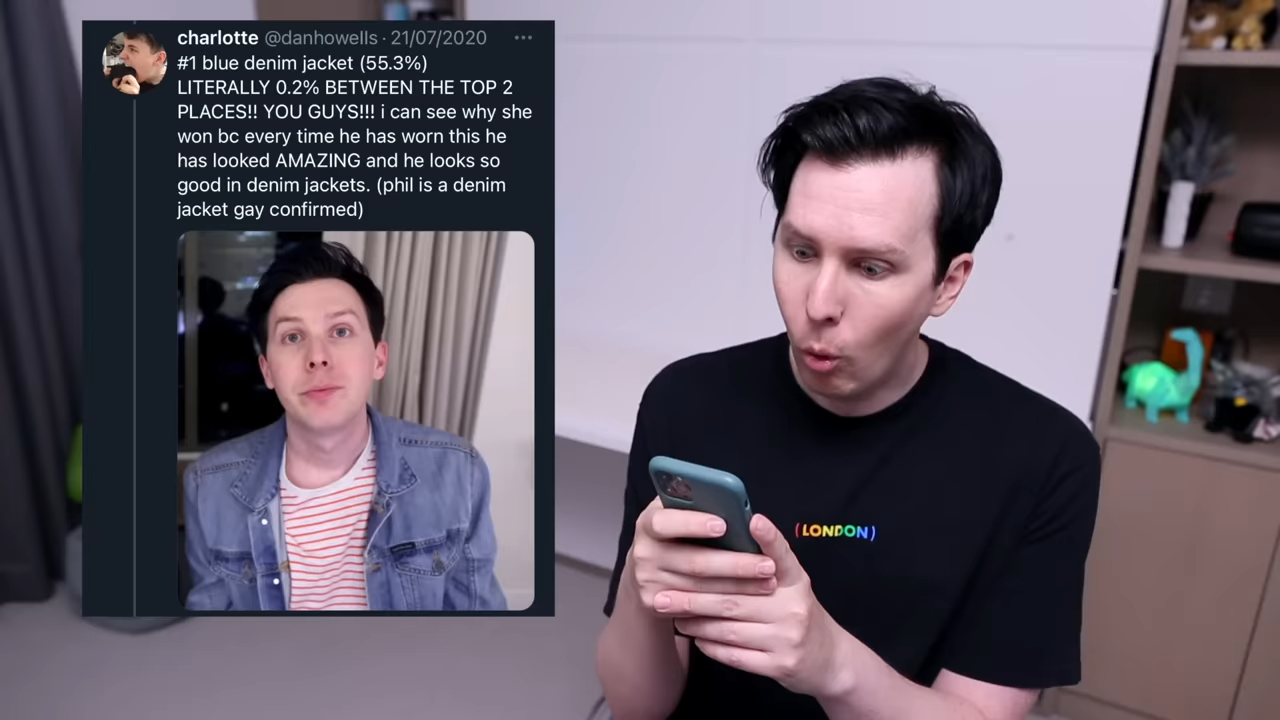 charlotte @danhowells · 21/07/2020 ···
#1 blue denim jacket (55.3%)
LITERALLY 0.2% BETWEEN THE TOP 2
PLACES!! YOU GUYS!!! i can see why she
won bc every time he has worn this he
has looked AMAZING and he looks so
good in denim jackets. (phil is a denim
jacket gay confirmed)
(LONDON)